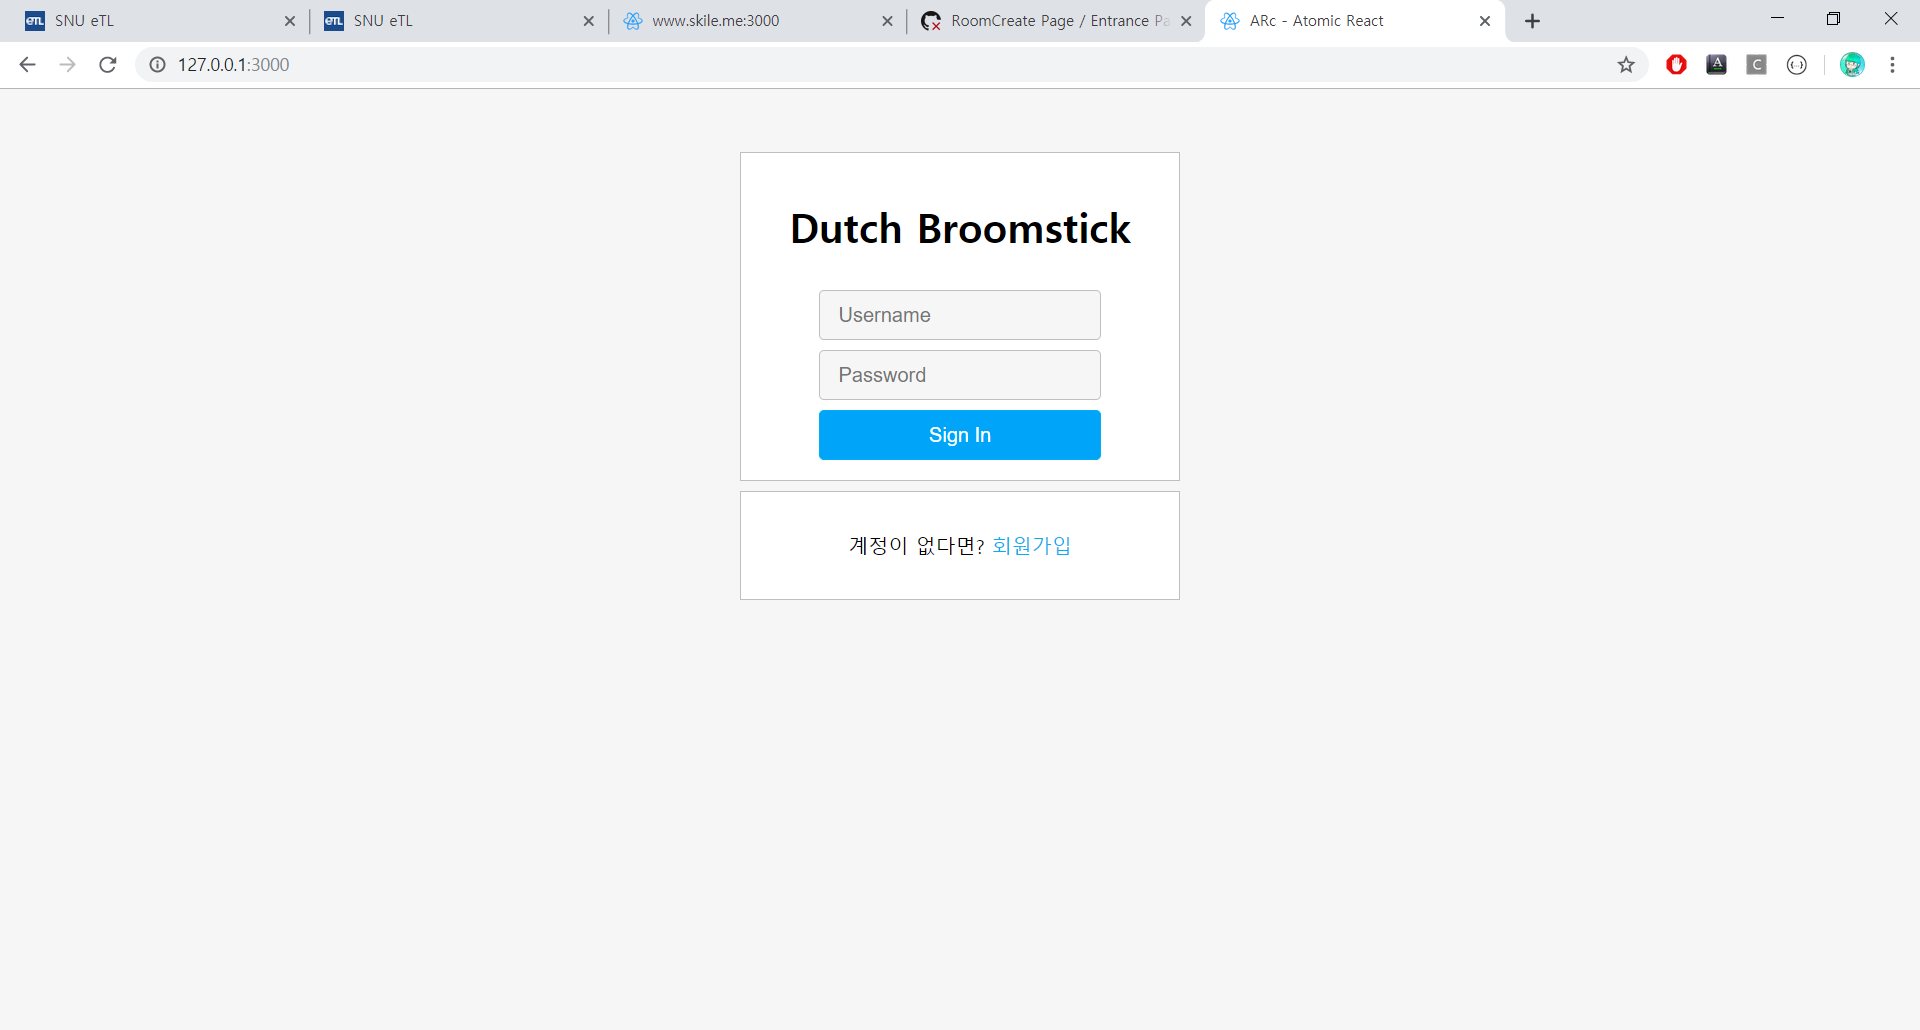 SNU eTL
SNU eTL
www.skile.me:3000
RoomCreate Page / Entrance Pa
ARc - Atomic React
127.0.0.1:3000
Dutch Broomstick
Username
Password
Sign In
계정이 없다면? 회원가입